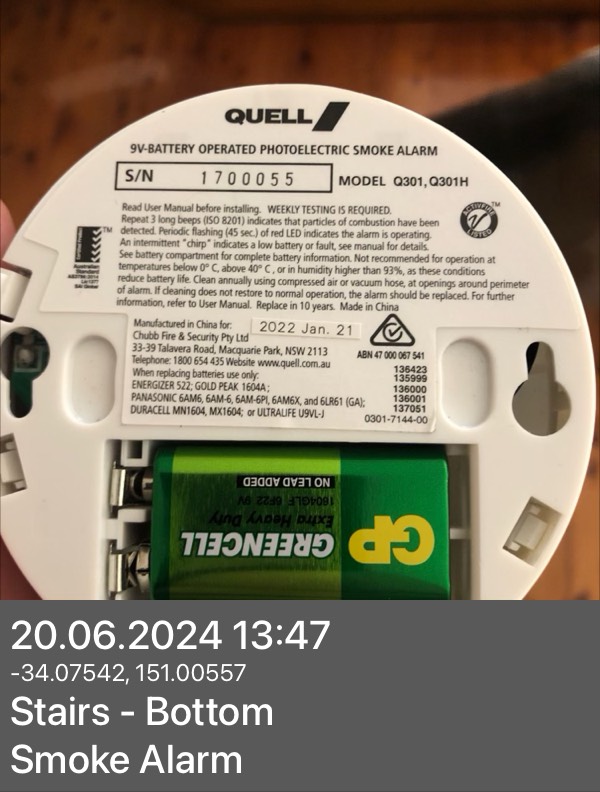 QUELL
9V-BATTERY OPERATED PHOTOELECTRIC SMOKE ALARM
S/N 1700055 MODEL Q301, Q301H
Read User Manual before installing. WEEKLY TESTING IS REQUIRED.
Repeat 3 long beeps (ISO 8201) indicates that particles of combustion have been
detected. Periodic flashing (45 sec.) of red LED indicates the alarm is operating.
An intermittent "chirp" indicates a low battery or fault, see manual for details.
See battery compartment for complete battery information. Not recommended for operation at
temperatures below 0° C, above 40° C, or in humidity higher than 93%, as these conditions
reduce battery life. Clean annually using compressed air or vacuum hose, at openings around perimeter
of alarm. If cleaning does not restore to normal operation, the alarm should be replaced. For further
information, refer to User Manual. Replace in 10 years. Made in China
Australian
Standard
ACTIVFIRE
LISTED
TM
TM
Manufactured in China for:
2022 Jan. 21
Chubb Fire & Security Pty Ltd
33-39 Talavera Road, Macquarie Park, NSW 2113
Telephone: 1800 654 435 Website www.quell.com.au
When replacing batteries use only:
ENERGIZER 522; GOLD PEAK 1604A;
PANASONIC 6AM6, 6AM-6, 6AM-6PI, 6AM6X, and 6LR61 (GA);
DURACELL MN1604, MX1604; or ULTRALIFE U9VL-J
ABN 47 000 067 541
136423
135999
136000
136001
137051
0301-7144-00
GP
GREENCELL
Extra Heavy Duty
1604GLF 6F22 9V
NO LEAD ADDED
20.06.2024 13:47
-34.07542, 151.00557
Stairs - Bottom
Smoke Alarm